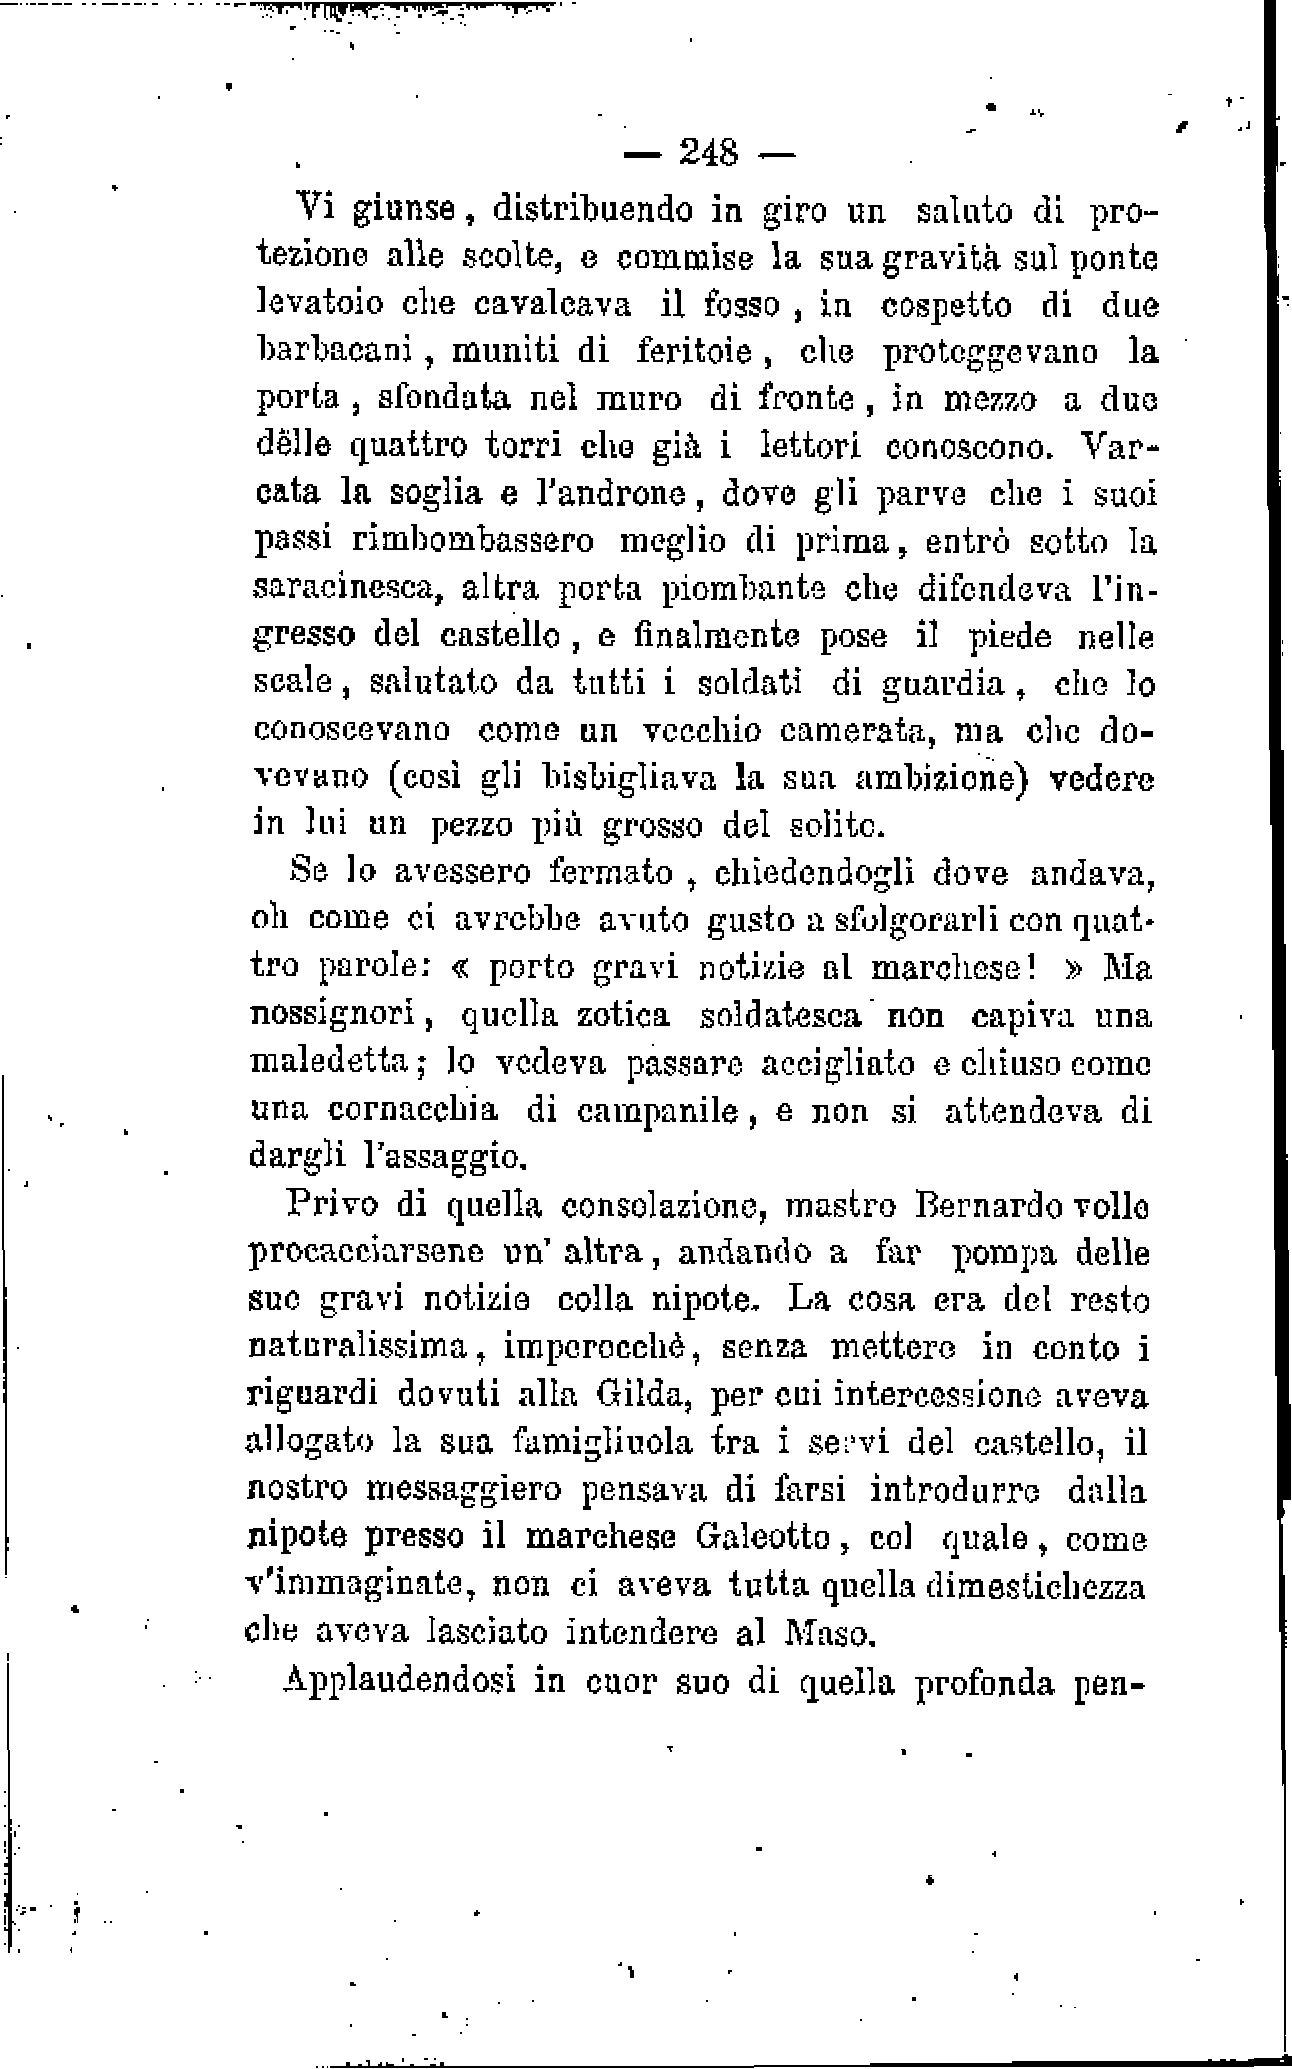 — 248 —
Vi giunse, distribuendo in giro un saluto di pro-
tezione alle scolte, e commise la sua gravità sul ponte
levatoio che cavalcava il fosso, in cospetto di due
barbacani, muniti di feritoie, che proteggevano la
porta, sfondata nel muro di fronte, in mezzo a due
delle quattro torri che già i lettori conoscono. Var-
cata la soglia e l'androne, dove gli parve che i suoi
passi rimbombassero meglio di prima, entrò sotto la
saracinesca, altra porta piombante che difendeva l'in-
gresso del castello, e finalmente pose il piede nelle
scale, salutato da tutti i soldati di guardia, che lo
conoscevano come un vecchio camerata, ma che do-
vevano (così gli bisbigliava la sua ambizione) vedere
in lui un pezzo più grosso del solito.
Se lo avessero fermato, chiedendogli dove andava,
oh come ci avrebbe avuto gusto a sfolgorarli con quat-
tro parole: « porto gravi notizie al marchese! » Ma
nossignori, quella zotica soldatesca non capiva una
maledetta; lo vedeva passare accigliato e chiuso come
una cornacchia di campanile, e non si attendeva di
dargli l'assaggio.
Privo di quella consolazione, mastro Bernardo volle
procacciarsene un' altra, andando a far pompa delle
sue gravi notizie colla nipote. La cosa era del resto
naturalissima, imperocchè, senza mettere in conto i
riguardi dovuti alla Gilda, per cui intercessione aveva
allogato la sua famigliuola tra i servi del castello, il
nostro messaggiero pensava di farsi introdurre dalla
nipote presso il marchese Galeotto, col quale, come
v'immaginate, non ci aveva tutta quella dimestichezza
che aveva lasciato intendere al Maso.
Applaudendosi in cuor suo di quella profonda pen-